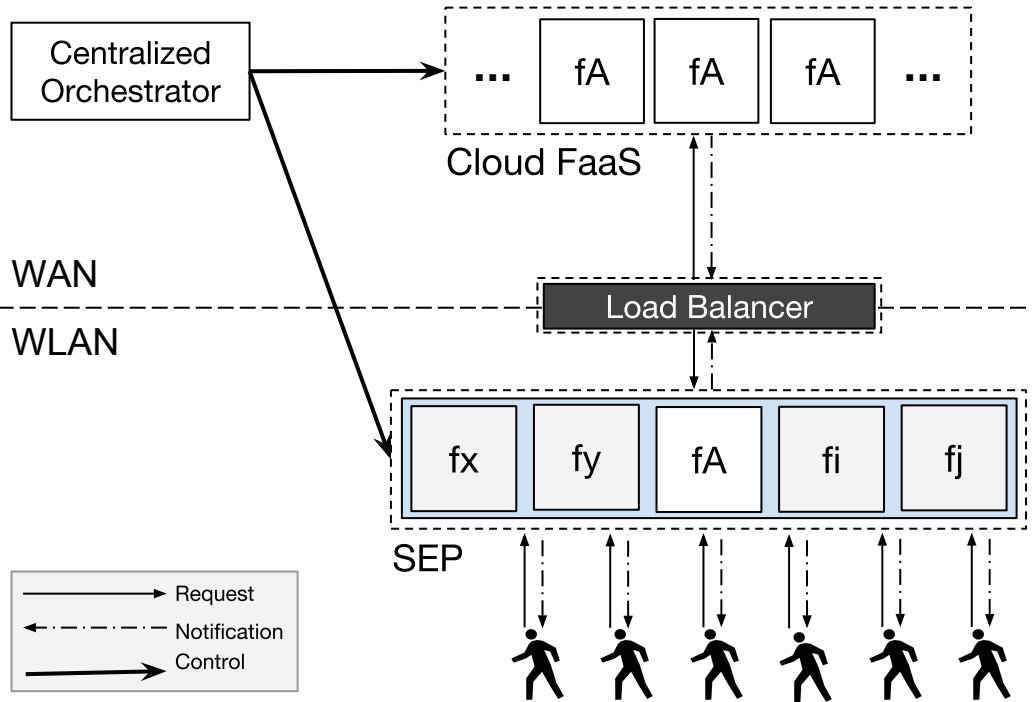 Centralized
Orchestrator
... fA fA fA ...
Cloud FaaS
WAN
Load Balancer
WLAN
fx fy fA fi fj
SEP
Request
Notification
Control